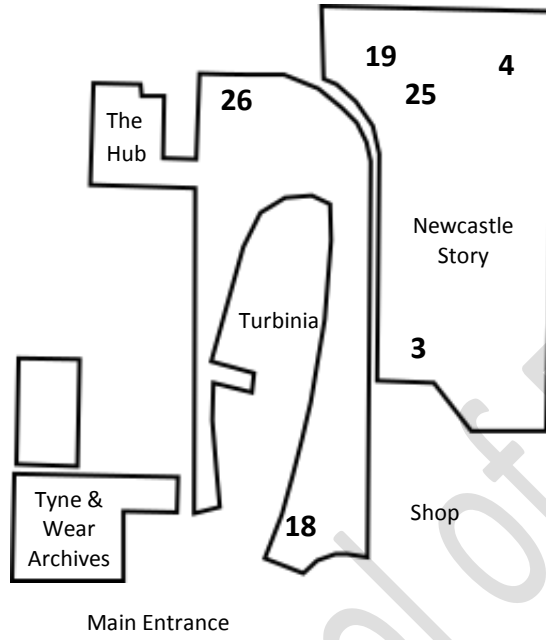 19
4
25
26
The
Hub
Newcastle
Story
Turbinia
3
18
Shop
Tyne &
Wear
Archives
Main Entrance